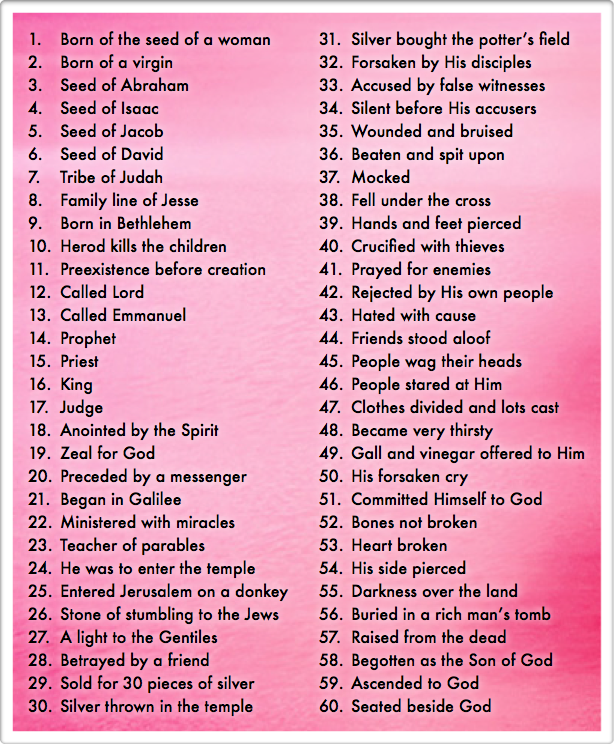 1. Born of the seed of a woman
2. Born of a virgin
3. Seed of Abraham
4. Seed of Isaac
5. Seed of Jacob
6. Seed of David
7. Tribe of Judah
8. Family line of Jesse
9. Born in Bethlehem
10. Herod kills the children
11. Preexistence before creation
12. Called Lord
13. Called Emmanuel
14. Prophet
15. Priest
16. King
17. Judge
18. Anointed by the Spirit
19. Zeal for God
20. Preceded by a messenger
21. Began in Galilee
22. Ministered with miracles
23. Teacher of parables
24. He was to enter the temple
25. Entered Jerusalem on a donkey
26. Stone of stumbling to the Jews
27. A light to the Gentiles
28. Betrayed by a friend
29. Sold for 30 pieces of silver
30. Silver thrown in the temple
31. Silver bought the potter's field
32. Forsaken by His disciples
33. Accused by false witnesses
34. Silent before His accusers
35. Wounded and bruised
36. Beaten and spit upon
37. Mocked
38. Fell under the cross
39. Hands and feet pierced
40. Crucified with thieves
41. Prayed for enemies
42. Rejected by His own people
43. Hated with cause
44. Friends stood aloof
45. People wag their heads
46. People stared at Him
47. Clothes divided and lots cast
48. Became very thirsty
49. Gall and vinegar offered to Him
50. His forsaken cry
51. Committed Himself to God
52. Bones not broken
53. Heart broken
54. His side pierced
55. Darkness over the land
56. Buried in a rich man's tomb
57. Raised from the dead
58. Begotten as the Son of God
59. Ascended to God
60. Seated beside God